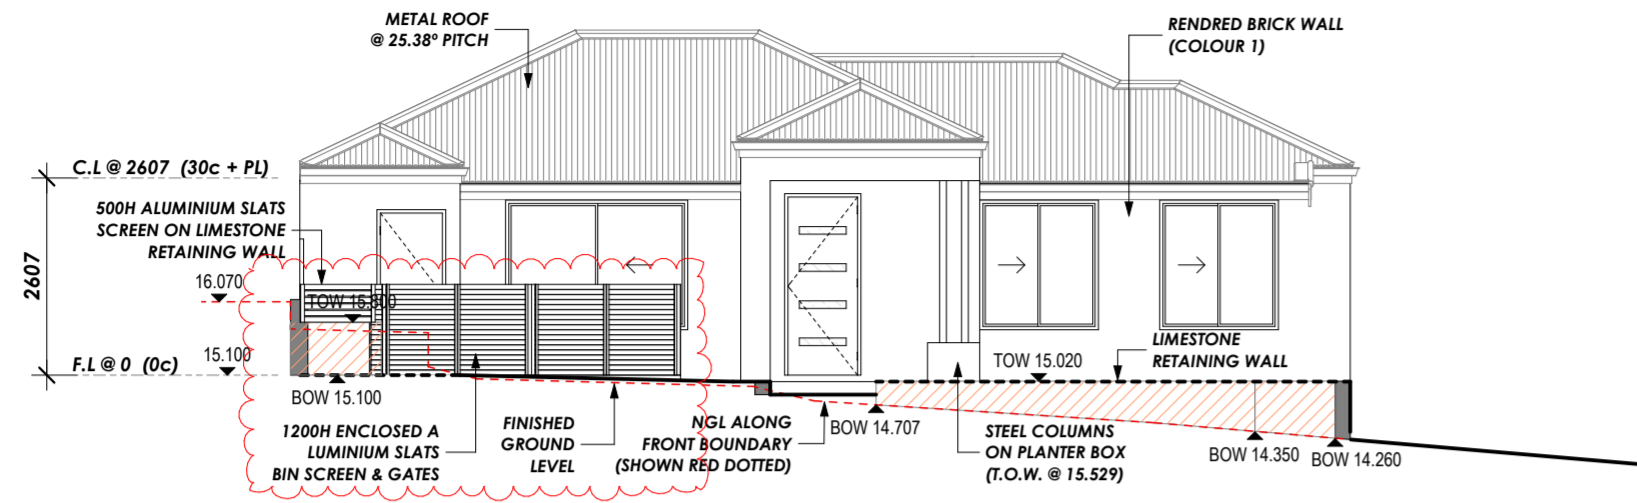 METAL ROOF
@ 25.38º PITCH
RENDRED BRICK WALL
(COLOUR 1)
C.L @ 2607 (30c + PL)
500H ALUMINIUM SLATS
SCREEN ON LIMESTONE
RETAINING WALL
2607
16.070
TOW 15.800
15.100
F.L @ 0 (0c)
BOW 15.100
1200H ENCLOSED A
LUMINIUM SLATS
BIN SCREEN & GATES
FINISHED
GROUND
LEVEL
NGL ALONG
FRONT BOUNDARY
(SHOWN RED DOTTED)
BOW 14.707
TOW 15.020
LIMESTONE
RETAINING WALL
STEEL COLUMNS
ON PLANTER BOX
(T.O.W. @ 15.529)
BOW 14.350
BOW 14.260